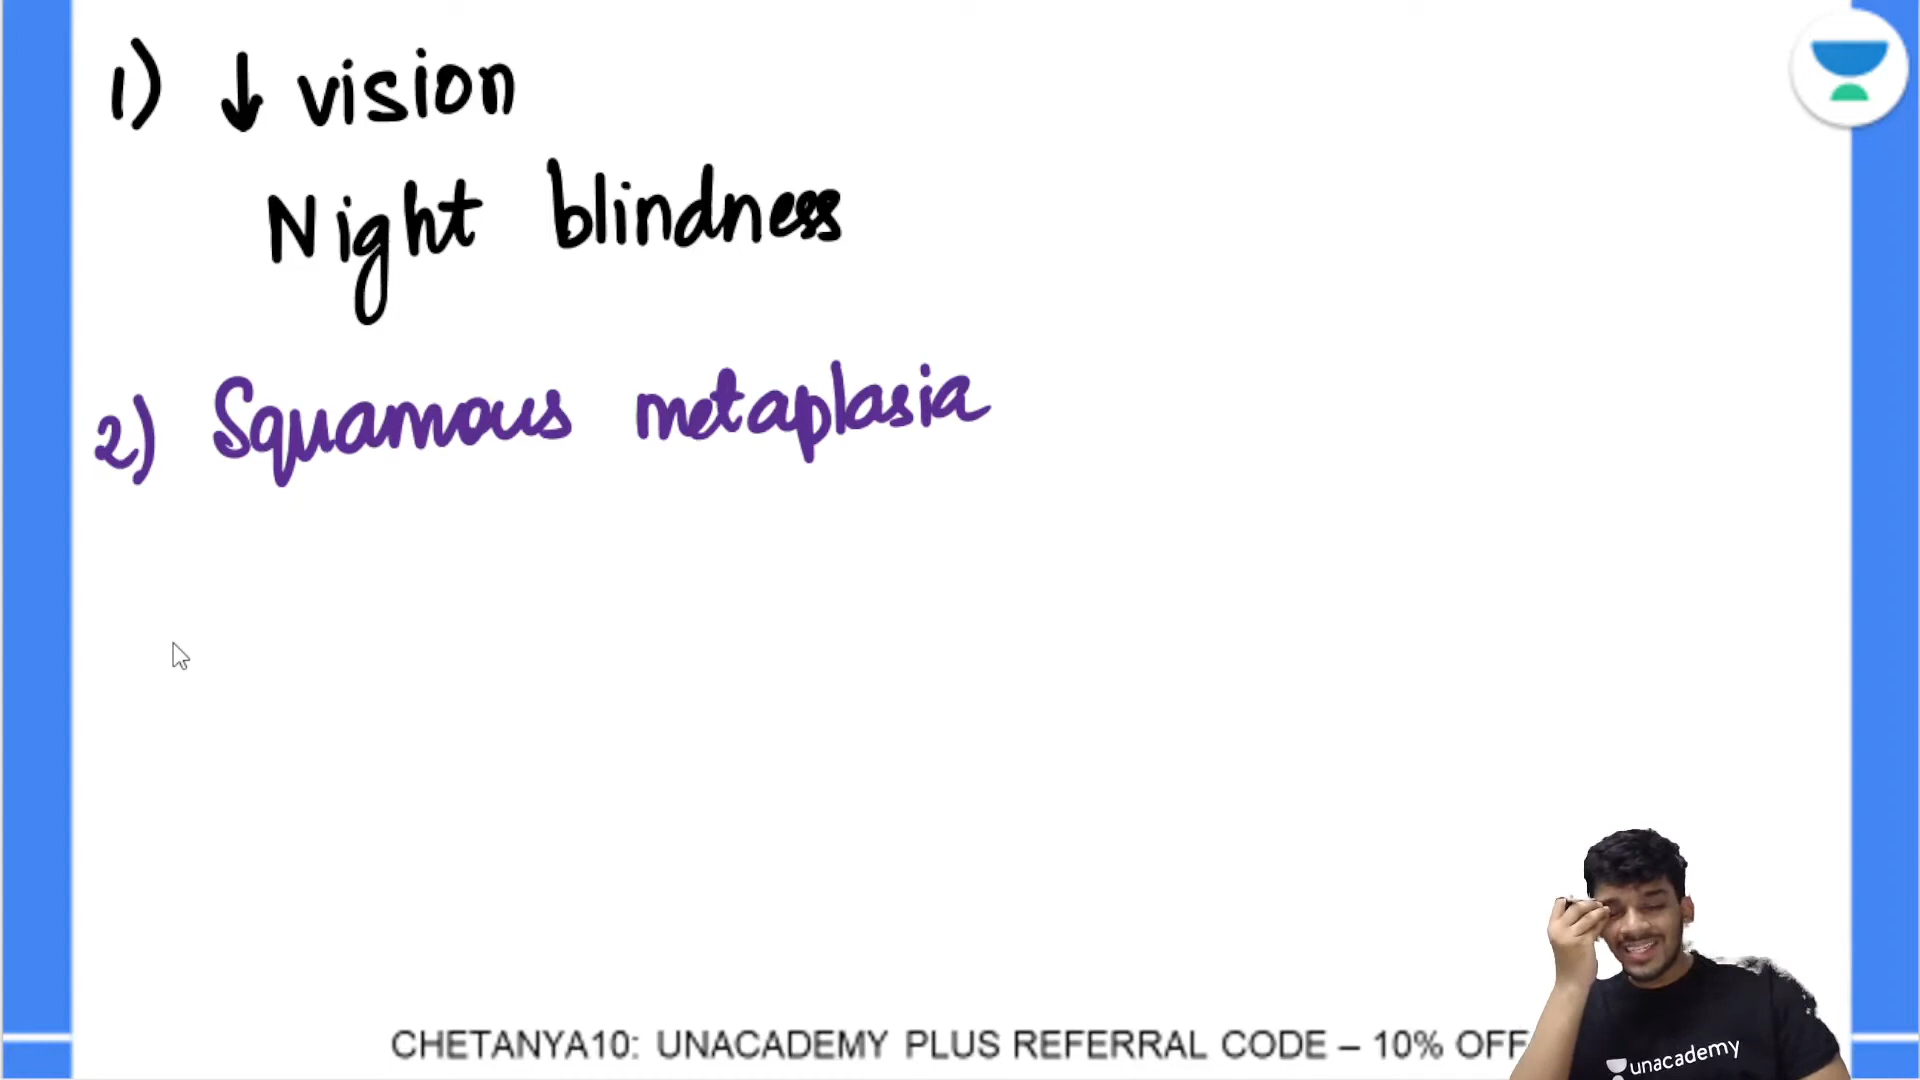 1) ↓ vision
Night blindness
2) Squamous metaplasia
CHETANYA10: UNACADEMY PLUS REFERRAL CODE – 10% OFF
unacademy